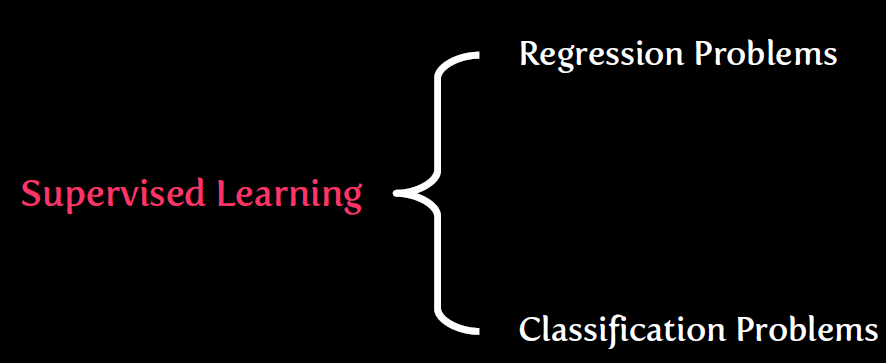 Regression Problems
Supervised Learning
Classification Problems